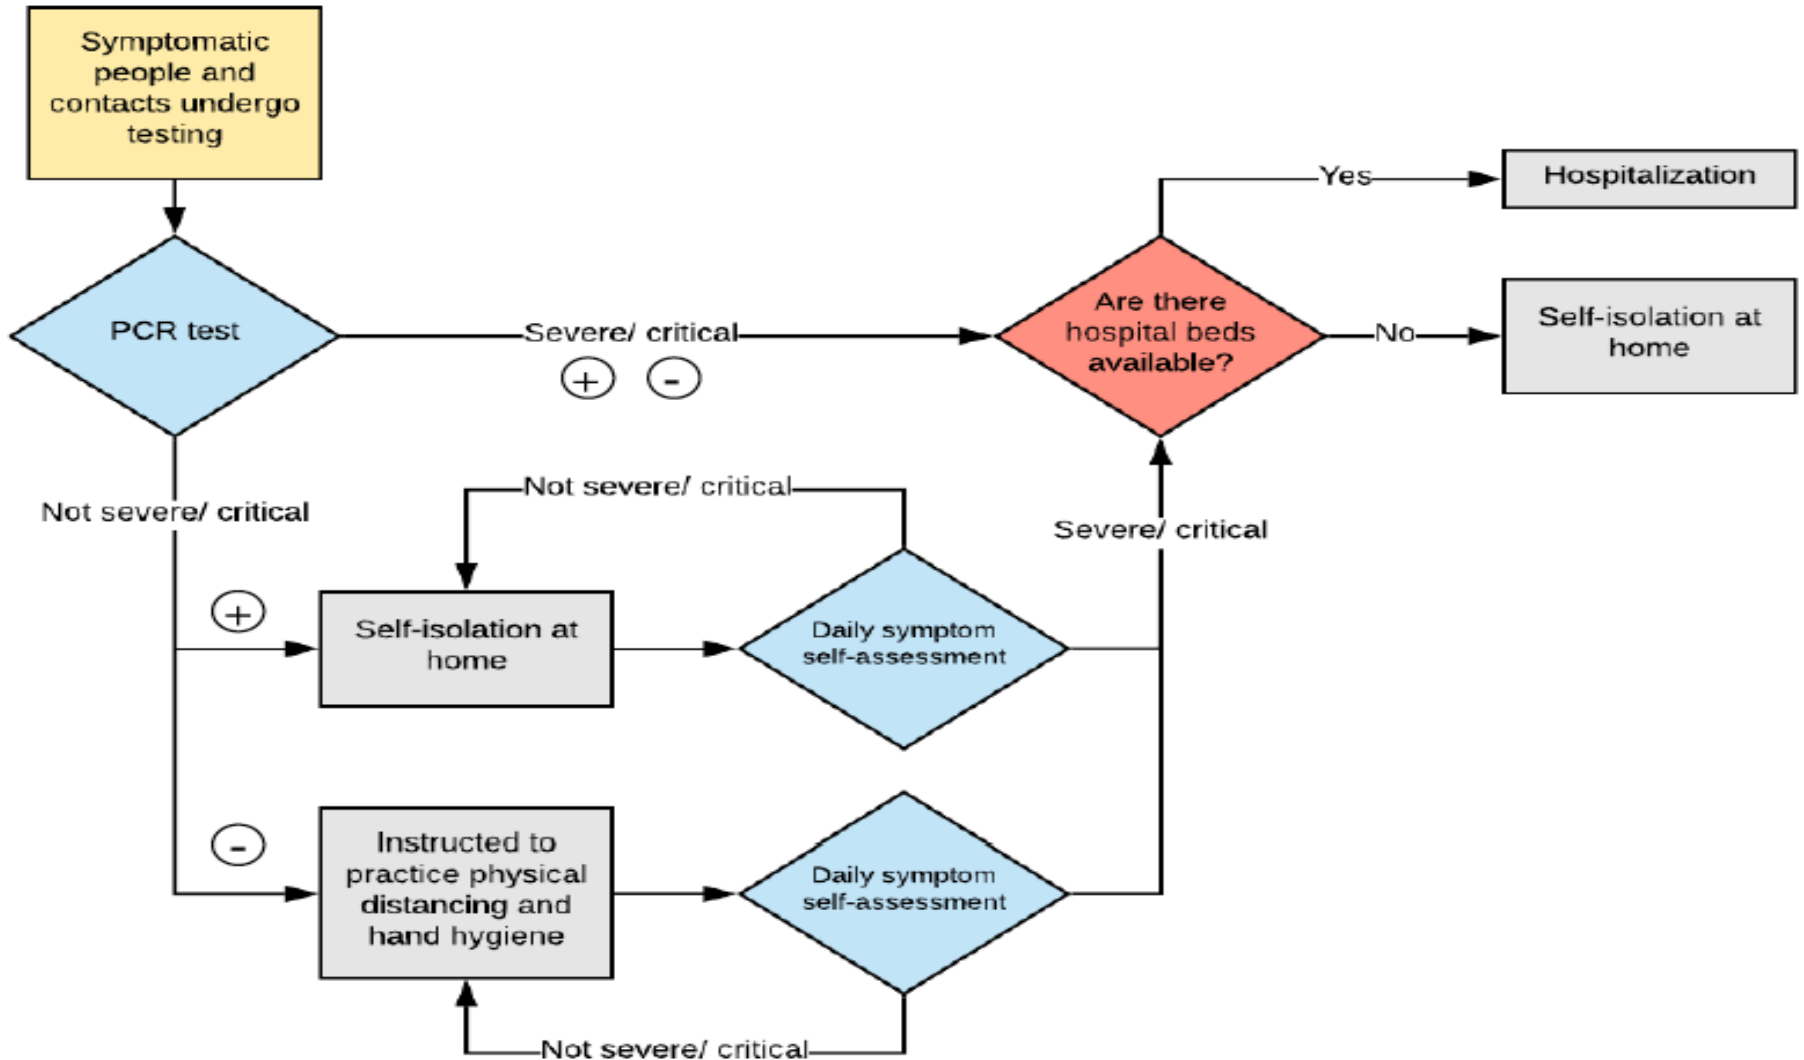 Symptomatic
people and
contacts undergo
testing
Yes
Hospitalization
PCR test
Severe/ critical
+ -
Are there
hospital beds
available?
No
Self-isolation at
home
Not severe/ critical
Not severe/ critical
Severe/ critical
+
Self-isolation at
home
Daily symptom
self-assessment
-
Instructed to
practice physical
distancing and
hand hygiene
Daily symptom
self-assessment
Not severe/ critical